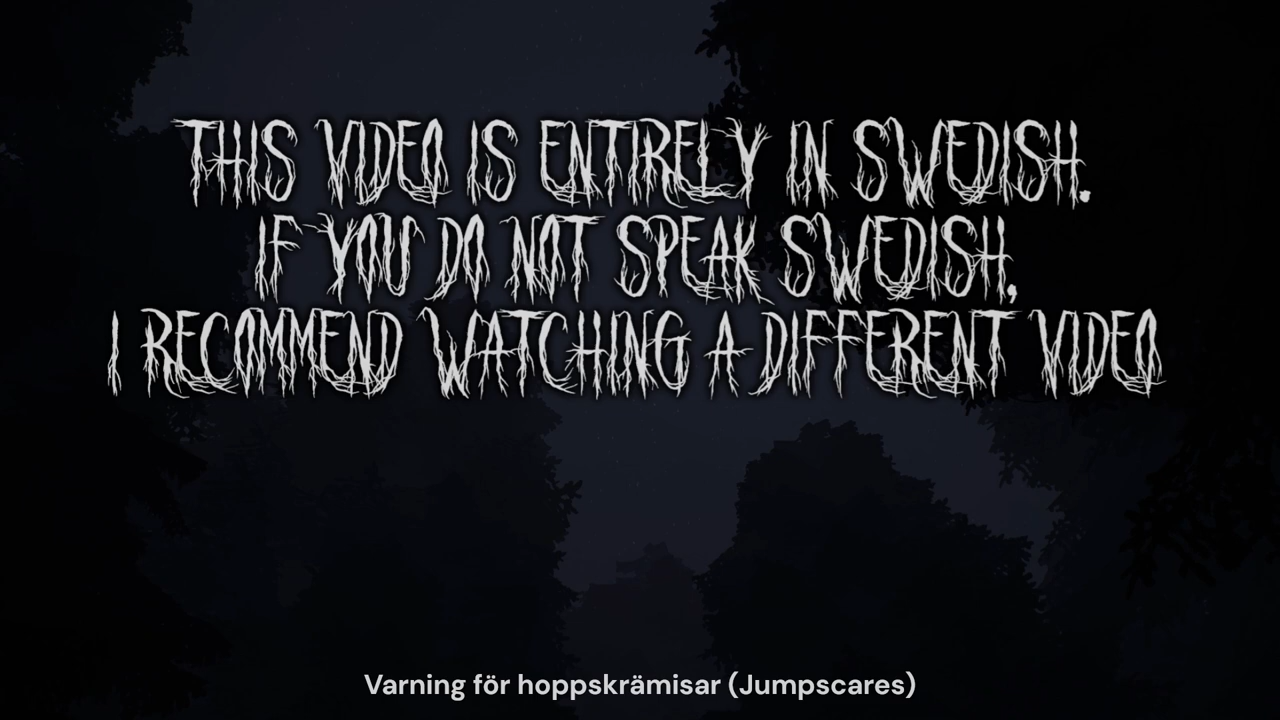 THIS VIDEO IS ENTIRELY IN SWEDISH.
IF YOU DO NOT SPEAK SWEDISH,
I RECOMMEND WATCHING A DIFFERENT VIDEO
Varning för hoppskrämisar (Jumpscares)